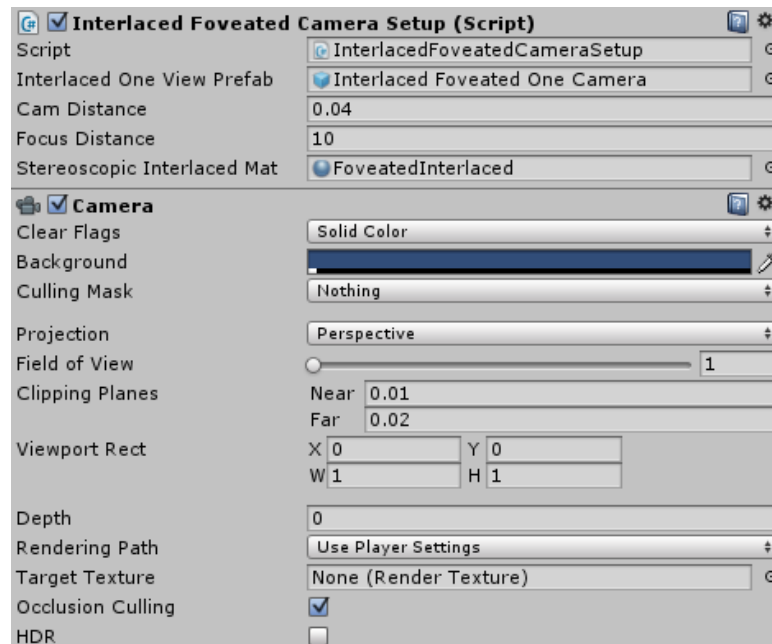 Interlaced Foveated Camera Setup (Script)
Script InterlacedFoveatedCameraSetup
Interlaced One View Prefab Interlaced Foveated One Camera
Cam Distance 0.04
Focus Distance 10
Stereoscopic Interlaced Mat FoveatedInterlaced
Camera
Clear Flags Solid Color
Background
Culling Mask Nothing
Projection Perspective
Field of View 1
Clipping Planes Near 0.01
Far 0.02
Viewport Rect X 0 Y 0
W 1 H 1
Depth 0
Rendering Path Use Player Settings
Target Texture None (Render Texture)
Occlusion Culling
HDR